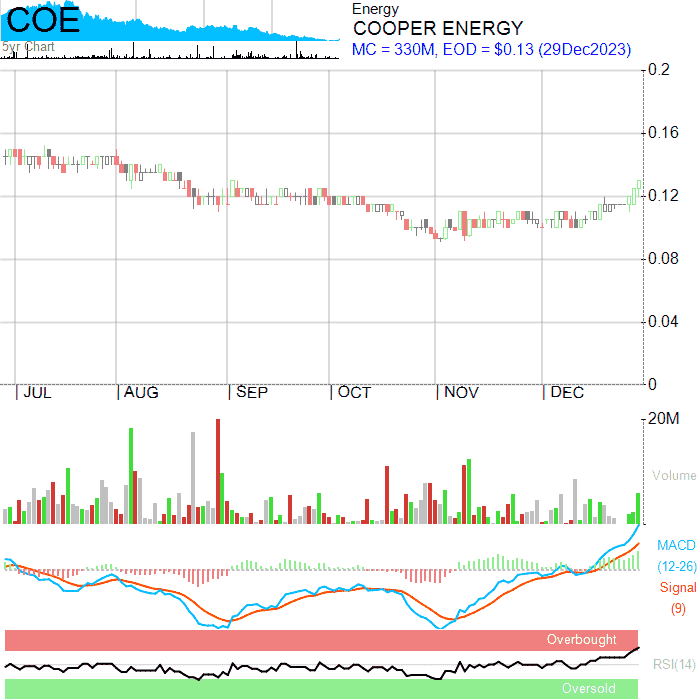 COE
5yr Chart
Energy
COOPER ENERGY
MC = 330M, EOD = $0.13 (29Dec2023)
0.2
0.16
0.12
0.08
0.04
0
JUL AUG SEP OCT NOV DEC
20M
Volume
MACD
(12-26)
Signal
(9)
Overbought
RSI(14)
Oversold